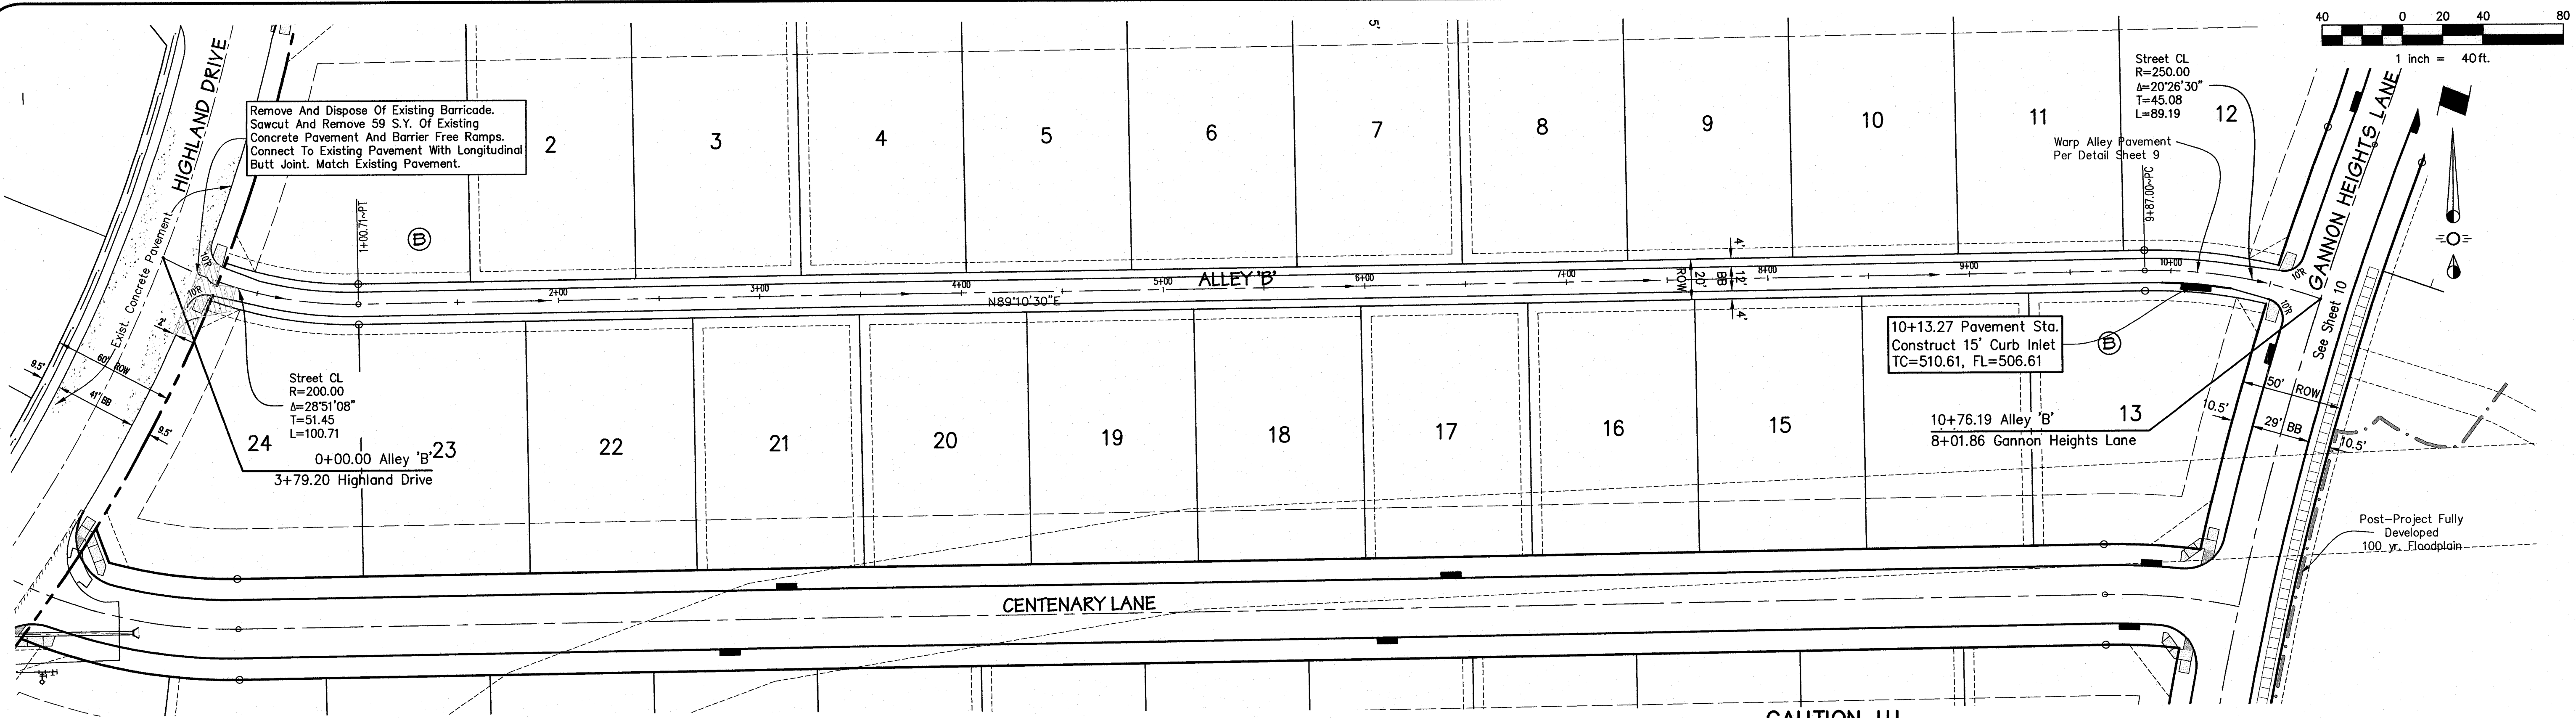 40 0 20 40 80
1 inch = 40ft.
HIGHLAND DRIVE
Remove And Dispose Of Existing Barricade.
Sawcut And Remove 59 S.Y. Of Existing
Concrete Pavement And Barrier Free Ramps.
Connect To Existing Pavement With Longitudinal
Butt Joint. Match Existing Pavement.
5'
2
3
4
5
6
7
8
9
10
11
12
Street CL
R=250.00
Δ=20°26'30"
T=45.08
L=89.19
Warp Alley Pavement
Per Detail Sheet 9
GANNON HEIGHTS LANE
See Sheet 10
Exist. Concrete Pavement
1+00.71~PT
B
9+87.00~PC
10'R
10'R
2+00
3+00
4+00
5+00
6+00
7+00
8+00
9+00
10+00
ALLEY 'B'
N89°10'30"E
ROW
20'
BB
12'
4'
4'
10'R
10'R
10+13.27 Pavement Sta.
Construct 15' Curb Inlet
TC=510.61, FL=506.61
B
9.5'
60' ROW
41' BB
9.5'
Street CL
R=200.00
Δ=28°51'08"
T=51.45
L=100.71
0+00.00 Alley 'B'
3+79.20 Highland Drive
24
23
22
21
20
19
18
17
16
15
13
10+76.19 Alley 'B'
8+01.86 Gannon Heights Lane
50' ROW
10.5'
29' BB
10.5'
Post-Project Fully
Developed
100 yr. Floodplain
CENTENARY LANE
CAUTION !!!